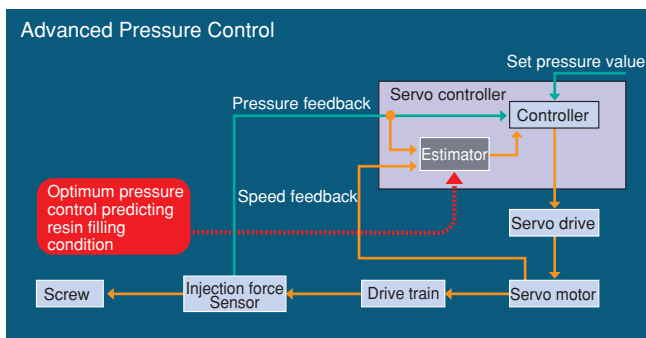 Advanced Pressure Control
Set pressure value
Servo controller
Pressure feedback
Controller
Estimator
Optimum pressure
control predicting
resin filling
condition
Speed feedback
Servo drive
Screw
Injection force
Sensor
Drive train
Servo motor